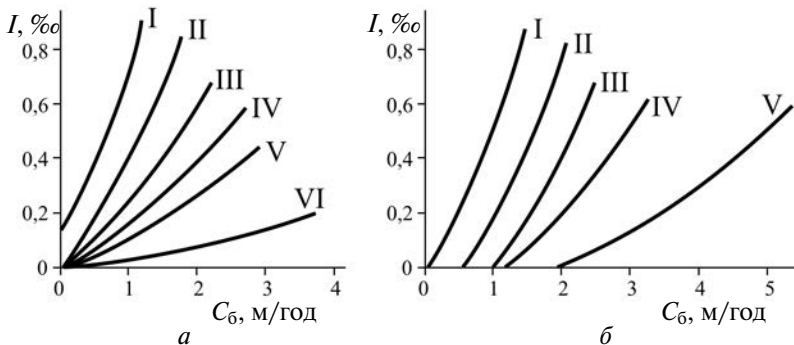 I, ‰
0,8
0,6
0,4
0,2
0
I
II
III
IV
V
VI
0 1 2 3 4
Cб, м/год
а
I, ‰
0,8
0,6
0,4
0,2
0
I
II
III
IV
V
0 1 2 3 4 5
Cб, м/год
б